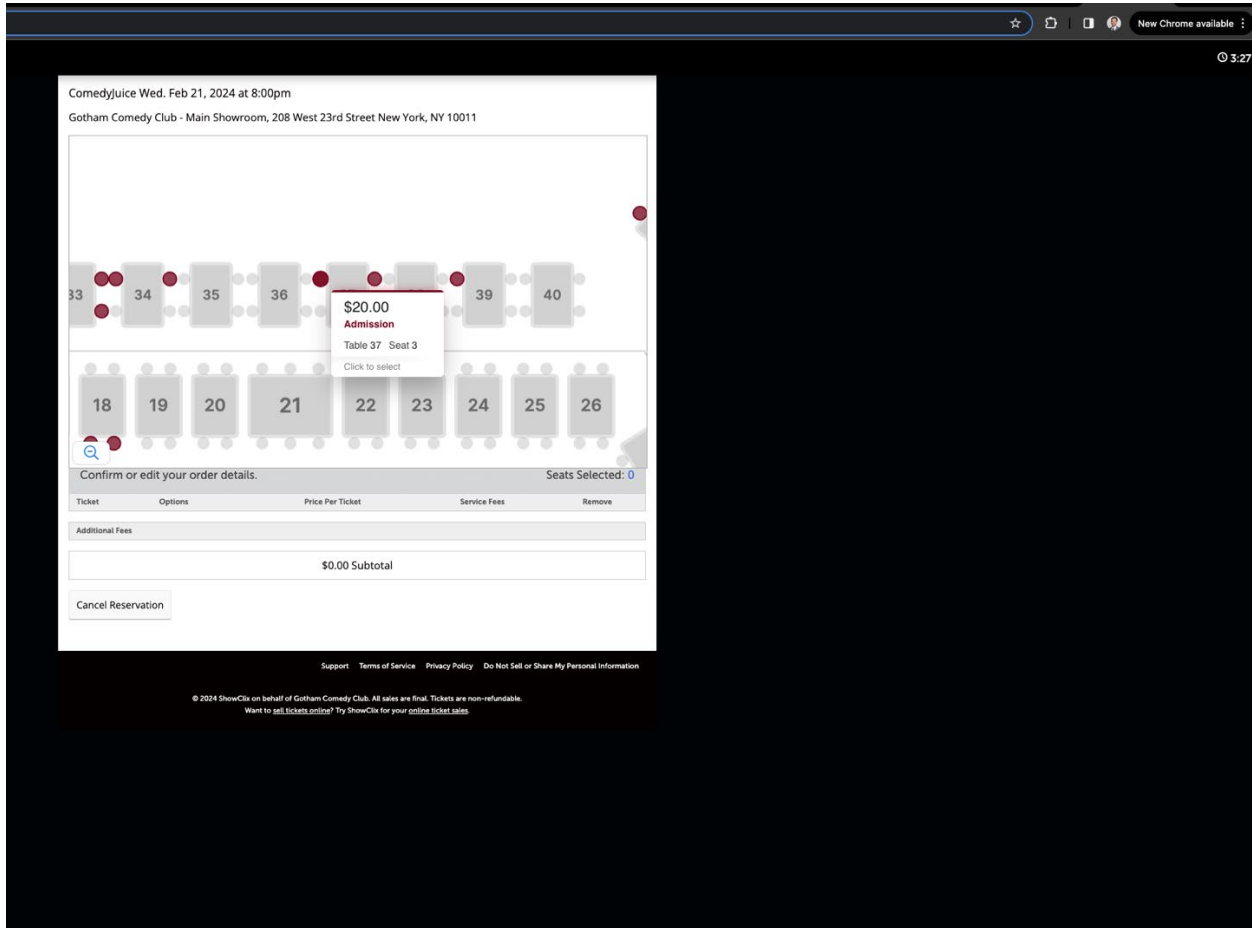 New Chrome available
3:27
ComedyJuice Wed. Feb 21, 2024 at 8:00pm
Gotham Comedy Club - Main Showroom, 208 West 23rd Street New York, NY 10011
33 34 35 36 39 40
$20.00
Admission
Table 37 Seat 3
Click to select
18 19 20 21 22 23 24 25 26
Confirm or edit your order details. Seats Selected: 0
Ticket Options Price Per Ticket Service Fees Remove
Additional Fees
$0.00 Subtotal
Cancel Reservation
Support Terms of Service Privacy Policy Do Not Sell or Share My Personal Information
© 2024 ShowClix on behalf of Gotham Comedy Club. All sales are final. Tickets are non-refundable.
Want to sell tickets online? Try ShowClix for your online ticket sales.